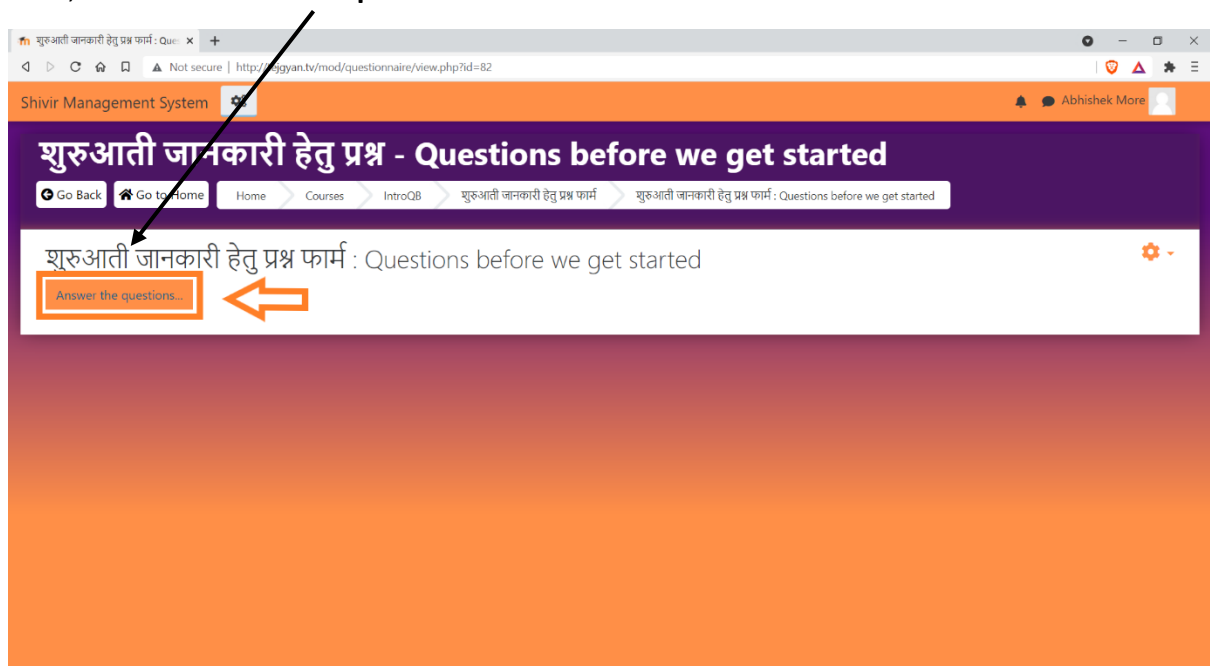 शुरुआती जानकारी हेतु प्रश्न फार्म : Que
Not secure | http://tejgyan.tv/mod/questionnaire/view.php?id=82
Shivir Management System
Abhishek More
शुरुआती जानकारी हेतु प्रश्न - Questions before we get started
Go Back Go to Home Home Courses IntroQB शुरुआती जानकारी हेतु प्रश्न फार्म शुरुआती जानकारी हेतु प्रश्न फार्म : Questions before we get started
शुरुआती जानकारी हेतु प्रश्न फार्म : Questions before we get started
Answer the questions...